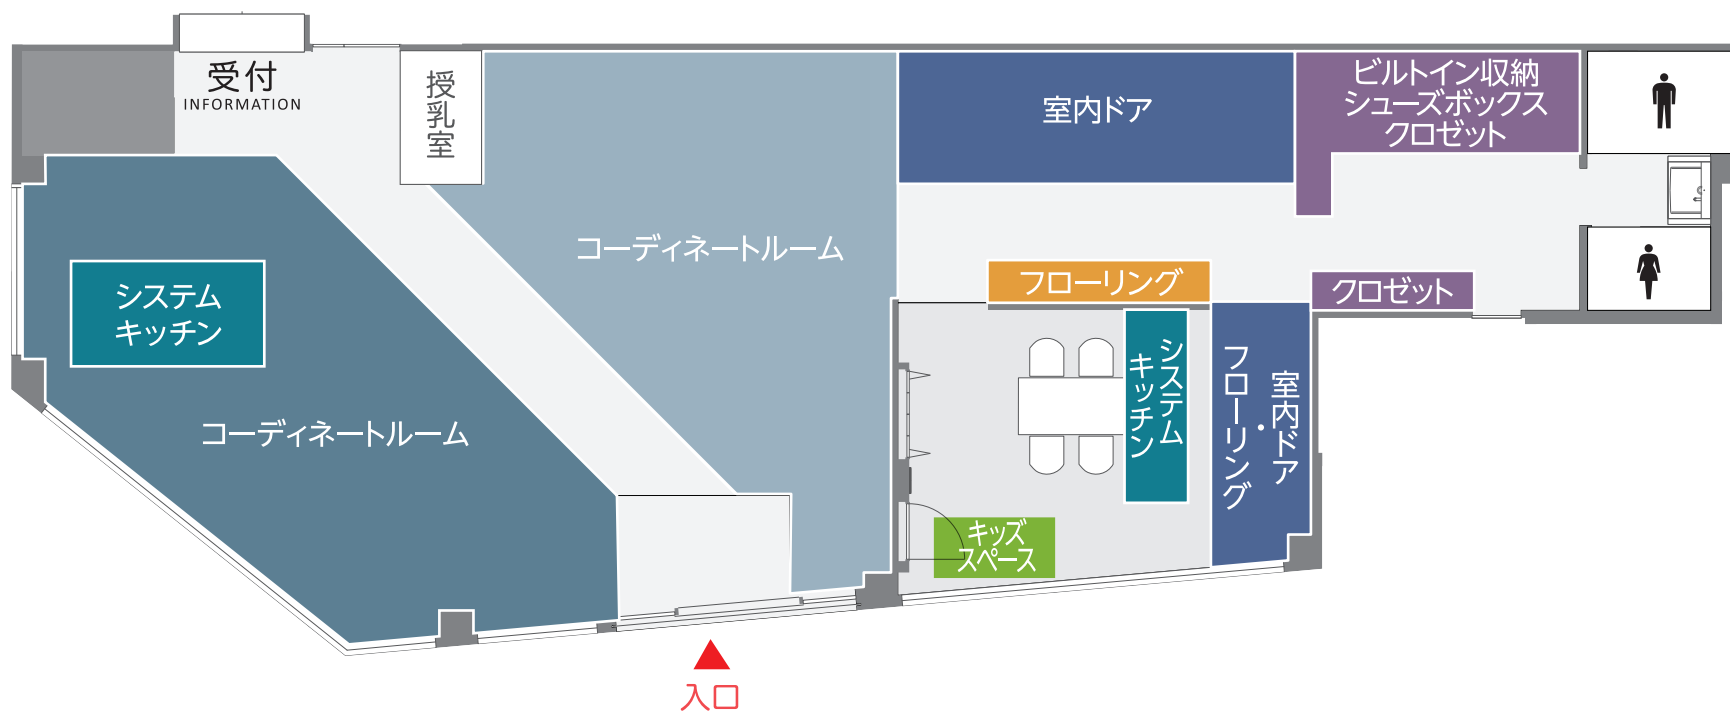 受付
INFORMATION
授乳室
室内ドア
ビルトイン収納
シューズボックス
クロゼット
コーディネートルーム
システム
キッチン
フローリング
クロゼット
コーディネートルーム
システム
キッチン
室内ドア・
フローリング
キッズ
スペース
入口